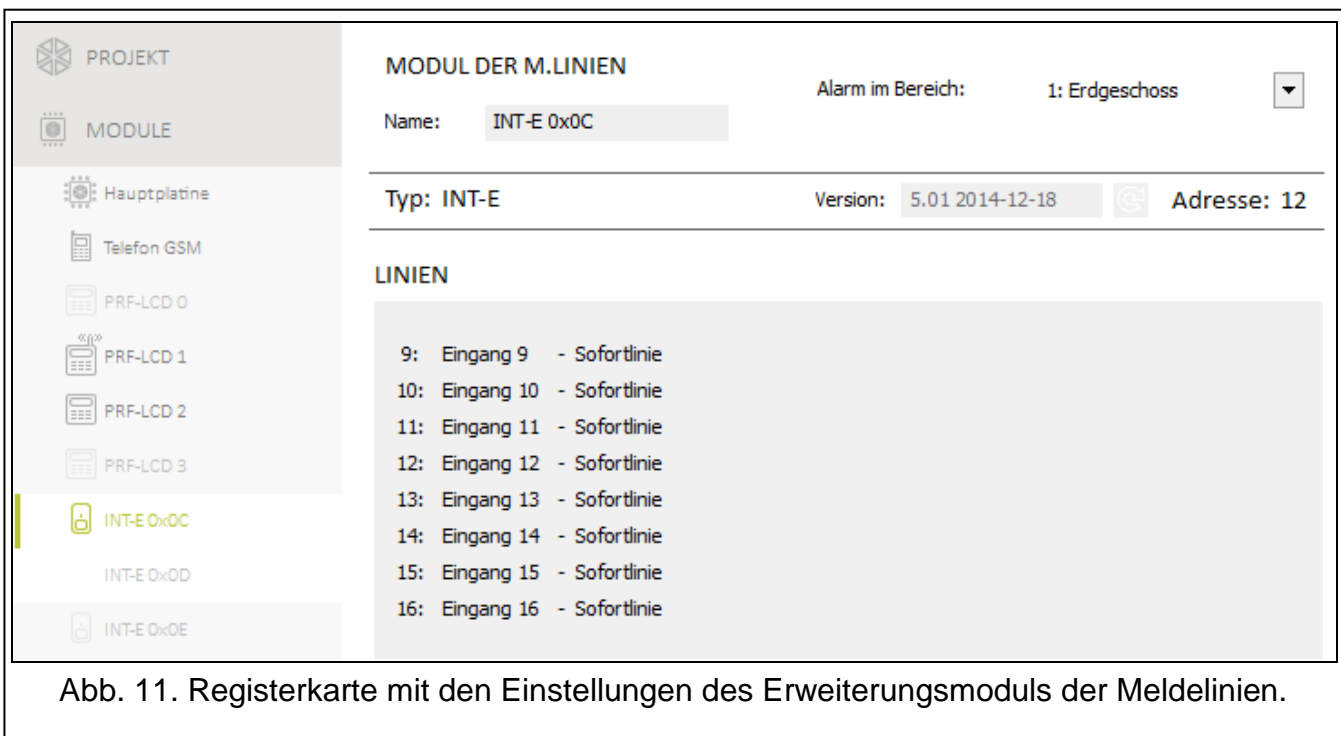 PROJEKT
MODULE
Hauptplatine
Telefon GSM
PRF-LCD 0
PRF-LCD 1
PRF-LCD 2
PRF-LCD 3
INT-E 0x0C
INT-E 0x0D
INT-E 0x0E
MODUL DER M.LINIEN
Alarm im Bereich: 1: Erdgeschoss
Name: INT-E 0x0C
Typ: INT-E Version: 5.01 2014-12-18 Adresse: 12
LINIEN
9: Eingang 9 - Sofortlinie
10: Eingang 10 - Sofortlinie
11: Eingang 11 - Sofortlinie
12: Eingang 12 - Sofortlinie
13: Eingang 13 - Sofortlinie
14: Eingang 14 - Sofortlinie
15: Eingang 15 - Sofortlinie
16: Eingang 16 - Sofortlinie
Abb. 11. Registerkarte mit den Einstellungen des Erweiterungsmoduls der Meldelinien.